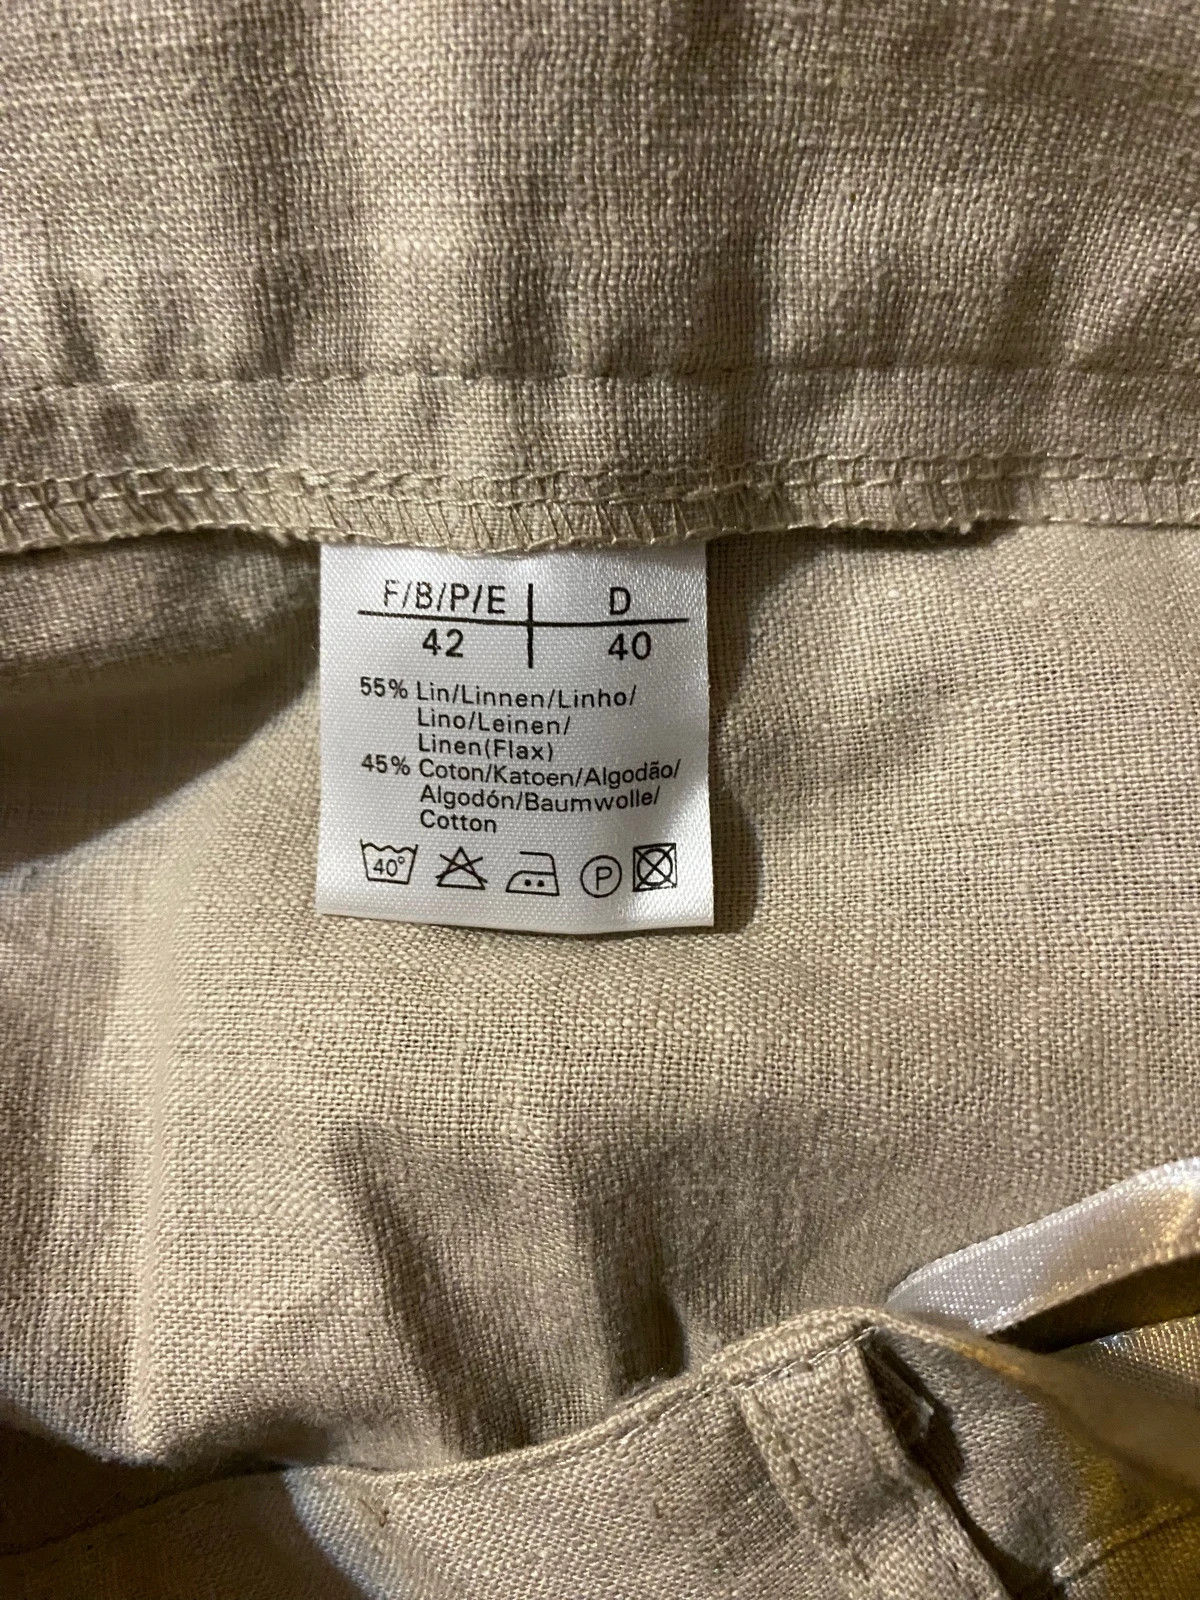 F/B/P/E D
42 40
55% Lin/Linnen/Linho/
Lino/Leinen/
Linen(Flax)
45% Coton/Katoen/Algodão/
Algodón/Baumwolle/
Cotton
40° P